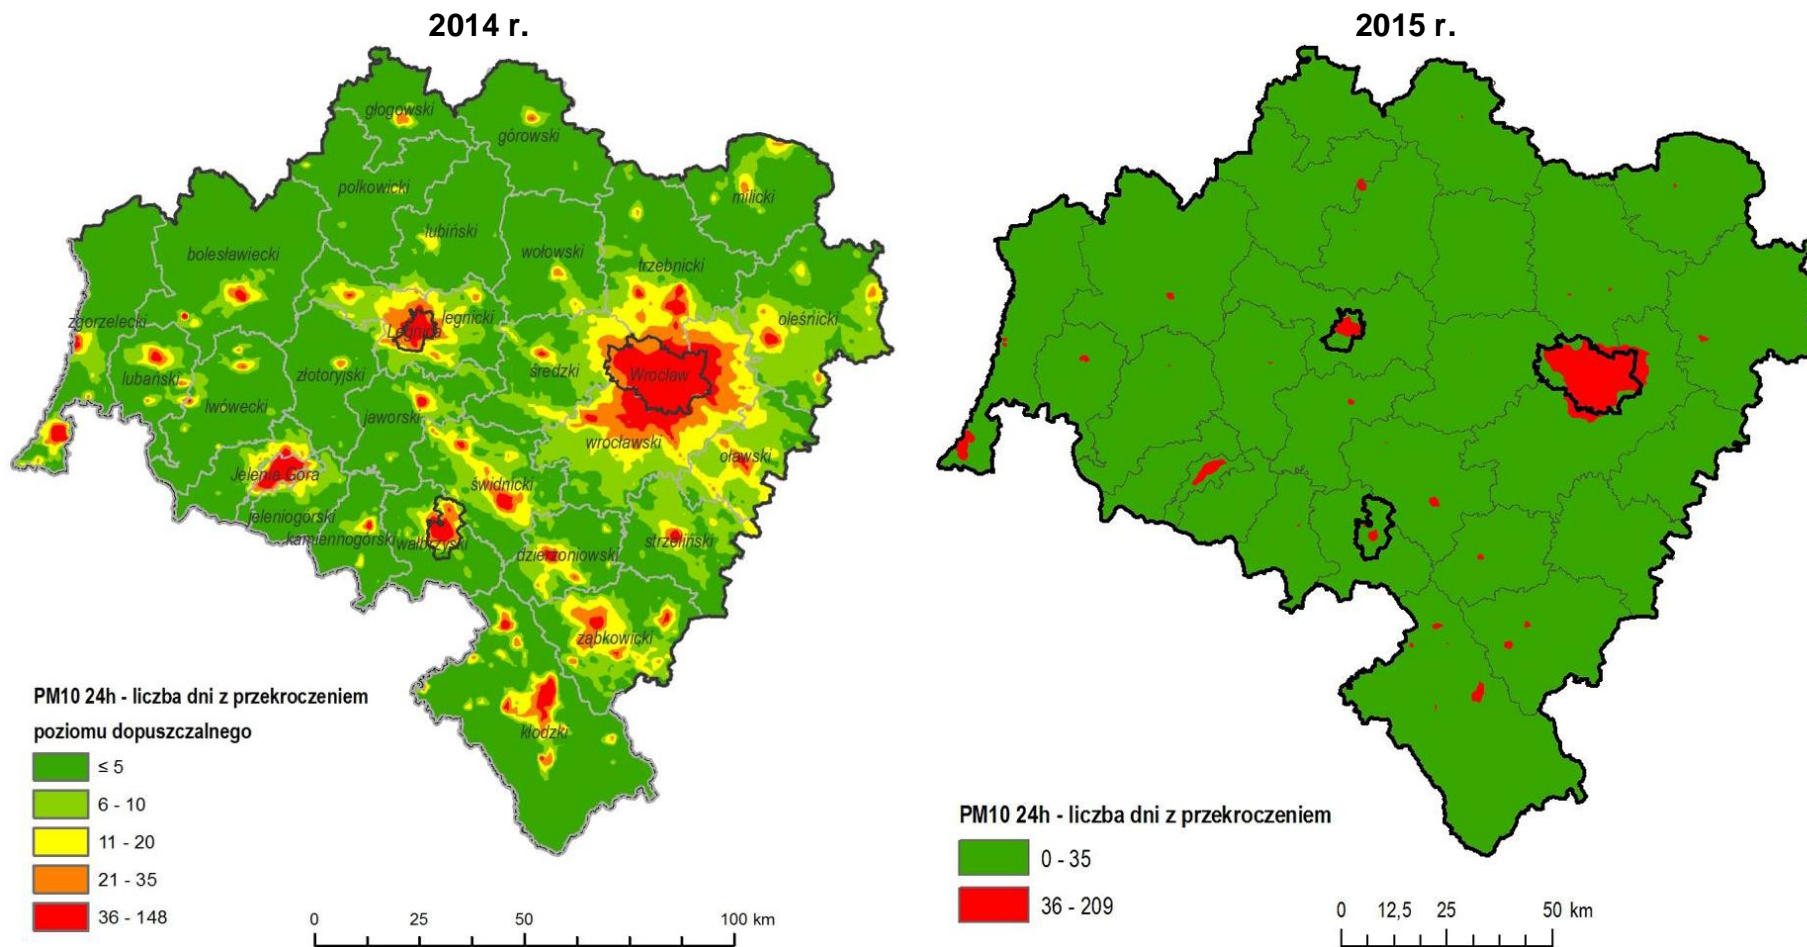 2014 r.
2015 r.
głogowski
górowski
polkowicki
milicki
lubiński
bolesławiecki
wołowski
trzebnicki
zgorzelecki
legnicki
Legnica
oleśnicki
lubański
złotoryjski
średzki
Wrocław
lwówecki
jaworski
wrocławski
oławski
Jelenia Góra
świdnicki
jeleniogórski
kamiennogórski
wałbrzyski
dzierżoniowski
strzeliński
ząbkowicki
kłodzki
PM10 24h - liczba dni z przekroczeniem
poziomu dopuszczalnego
≤ 5
6 - 10
11 - 20
21 - 35
36 - 148
0 25 50 100 km
PM10 24h - liczba dni z przekroczeniem
0 - 35
36 - 209
0 12,5 25 50 km